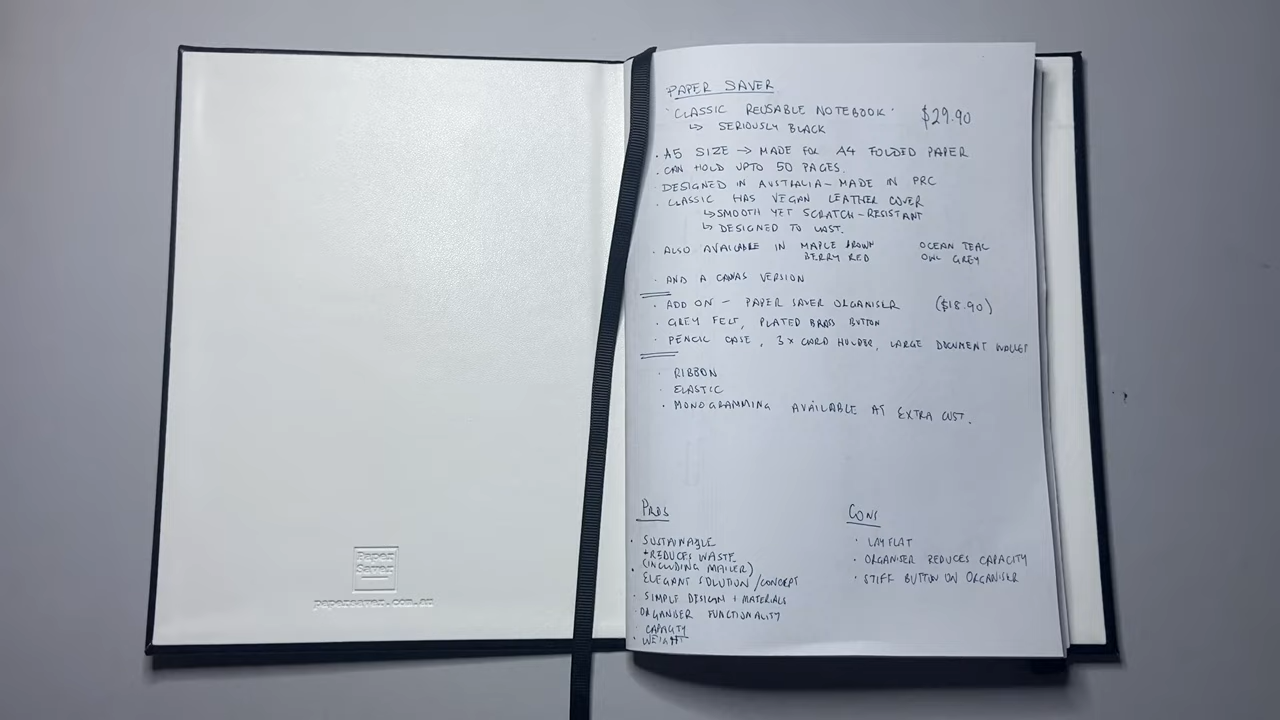 PAPER SAVER
"CLASSIC REUSABLE NOTEBOOK" $29.90
↳ SERIOUSLY BLACK
· A5 SIZE → MADE FOR A4 FOLDED PAPER
· CAN HOLD UPTO 50 PAGES.
· DESIGNED IN AUSTRALIA - MADE IN PRC
· CLASSIC HAS VEGAN LEATHER COVER
↳ SMOOTH YET SCRATCH-RESISTANT
↳ DESIGNED TO LAST.
· ALSO AVAILABLE IN MAPLE BROWN OCEAN TEAL
BERRY RED OWL GREY
· AND A CANVAS VERSION
· ADD ON - PAPER SAVER ORGANISER ($18.90)
· GREY FELT, PLATED BRASS BUTTON
· PENCIL CASE, 3x CARD HOLDER, LARGE DOCUMENT WALLET
· RIBBON
· ELASTIC
· MONOGRAMMING AVAILABLE AT EXTRA COST.
PROS
· SUSTAINABLE
+REDUCES WASTE
(INCLUDING MAILER)
· ELEGANT SOLUTION/CONCEPT
· SIMPLE DESIGN + MATERIALS
· ORGANISER FUNCTIONALITY
· CAPACITY
· WEIGHT
CONS
· LAY FLAT
· ORGANISER REDUCES CAPACITY
· STIFF BUTTON ON ORGANISER
Paper
Saver
papersaver.com.au